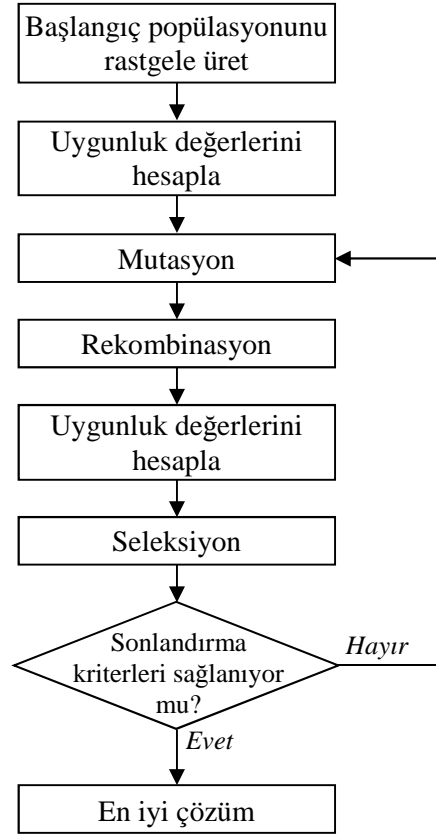 Başlangıç popülasyonunu
rastgele üret
Uygunluk değerlerini
hesapla
Mutasyon
Rekombinasyon
Uygunluk değerlerini
hesapla
Seleksiyon
Sonlandırma
kriterleri sağlanıyor
mu?
Hayır
Evet
En iyi çözüm